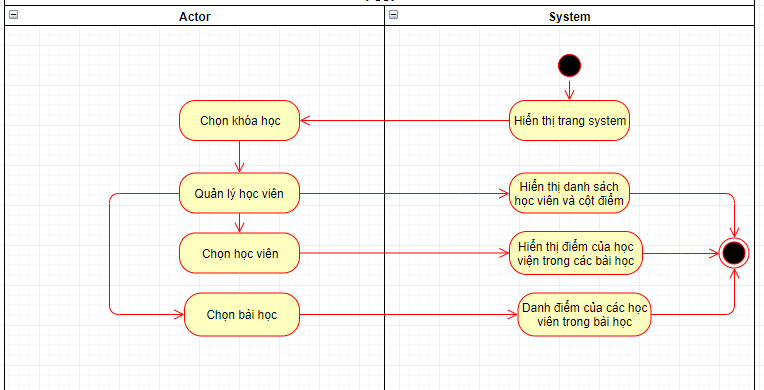 Actor
System
Chọn khóa học
Hiển thị trang system
Quản lý học viên
Hiển thị danh sách
học viên và cột điểm
Chọn học viên
Hiển thị điểm của học
viện trong các bài học
Chọn bài học
Danh điểm của các học
viên trong bài học